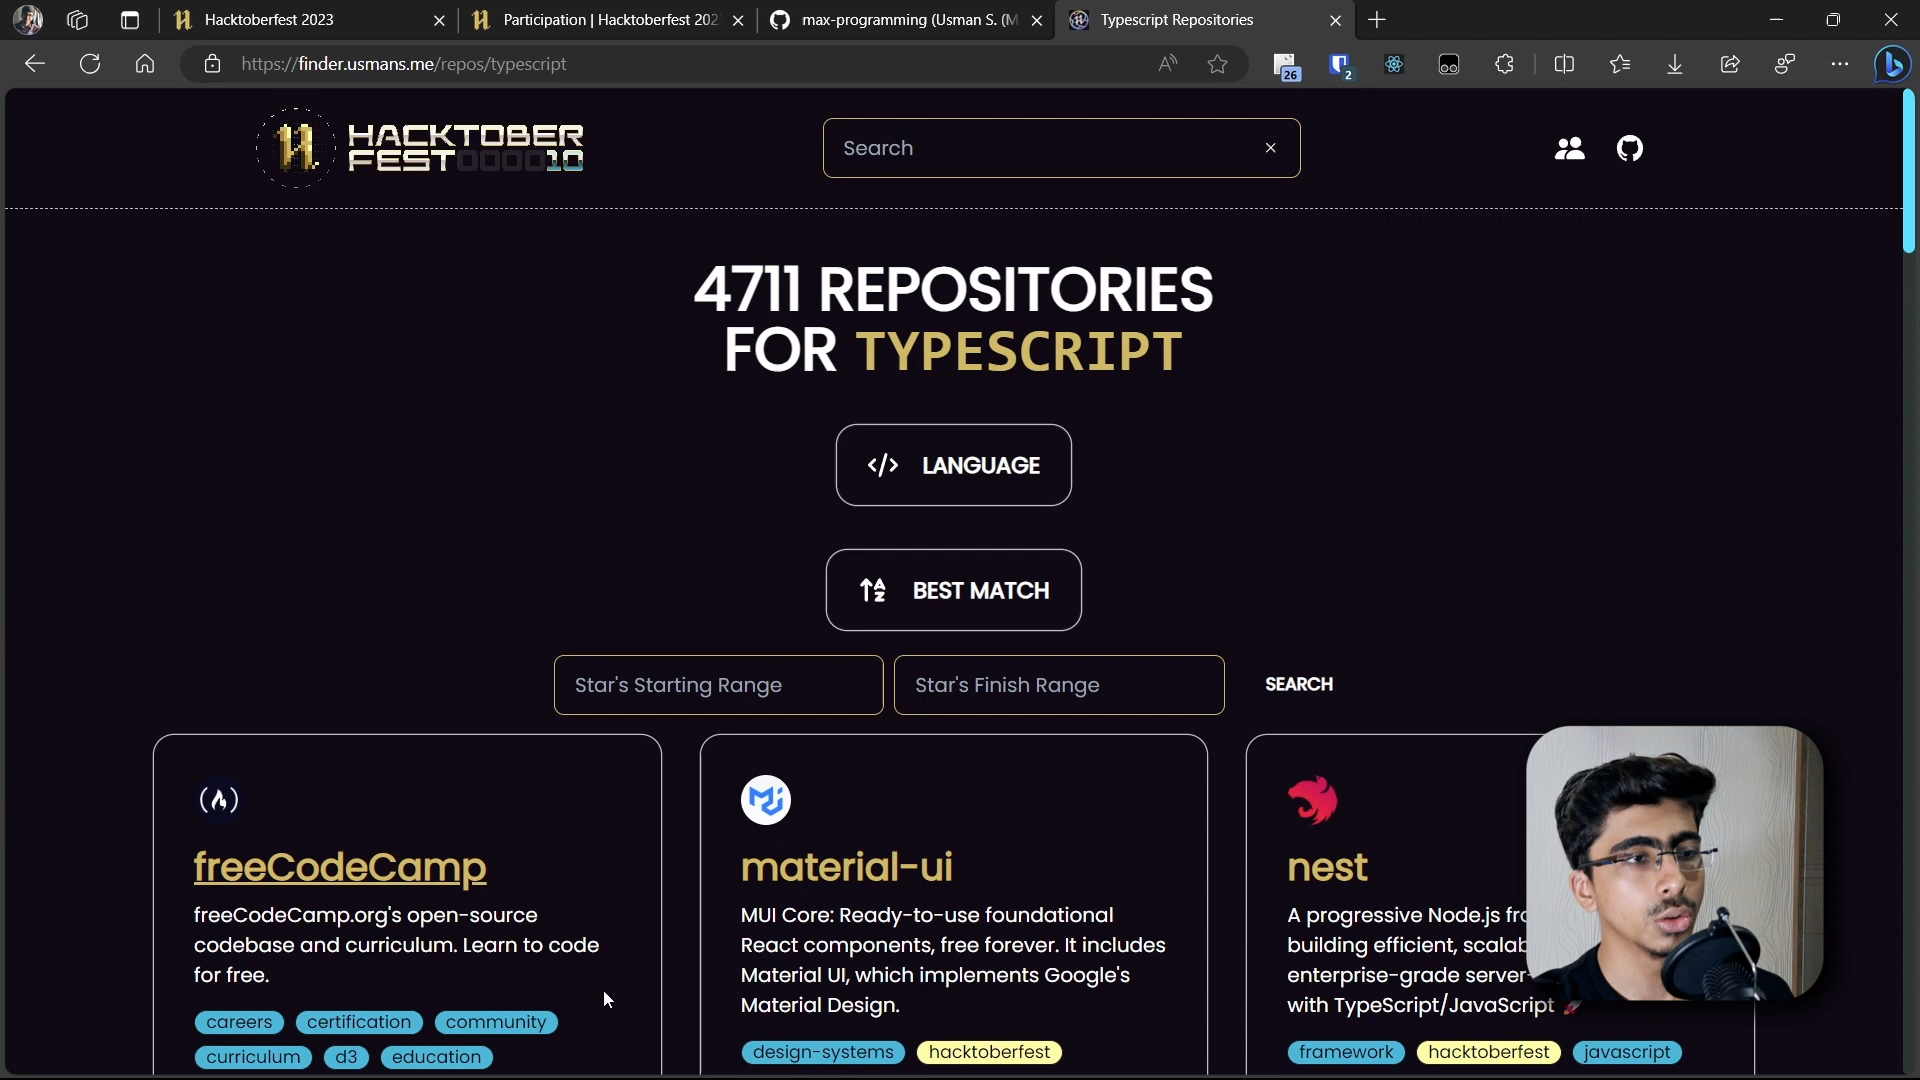 Hacktoberfest 2023
Participation | Hacktoberfest 202
max-programming (Usman S. (M
Typescript Repositories
https://finder.usmans.me/repos/typescript
26
2
HACKTOBER
FEST000010
Search
4711 REPOSITORIES
FOR TYPESCRIPT
</> LANGUAGE
BEST MATCH
Star's Starting Range
Star's Finish Range
SEARCH
freeCodeCamp
freeCodeCamp.org's open-source
codebase and curriculum. Learn to code
for free.
careers certification community
curriculum d3 education
material-ui
MUI Core: Ready-to-use foundational
React components, free forever. It includes
Material UI, which implements Google's
Material Design.
design-systems hacktoberfest
nest
A progressive Node.js fr
building efficient, scalab
enterprise-grade server-
with TypeScript/JavaScript
framework hacktoberfest javascript